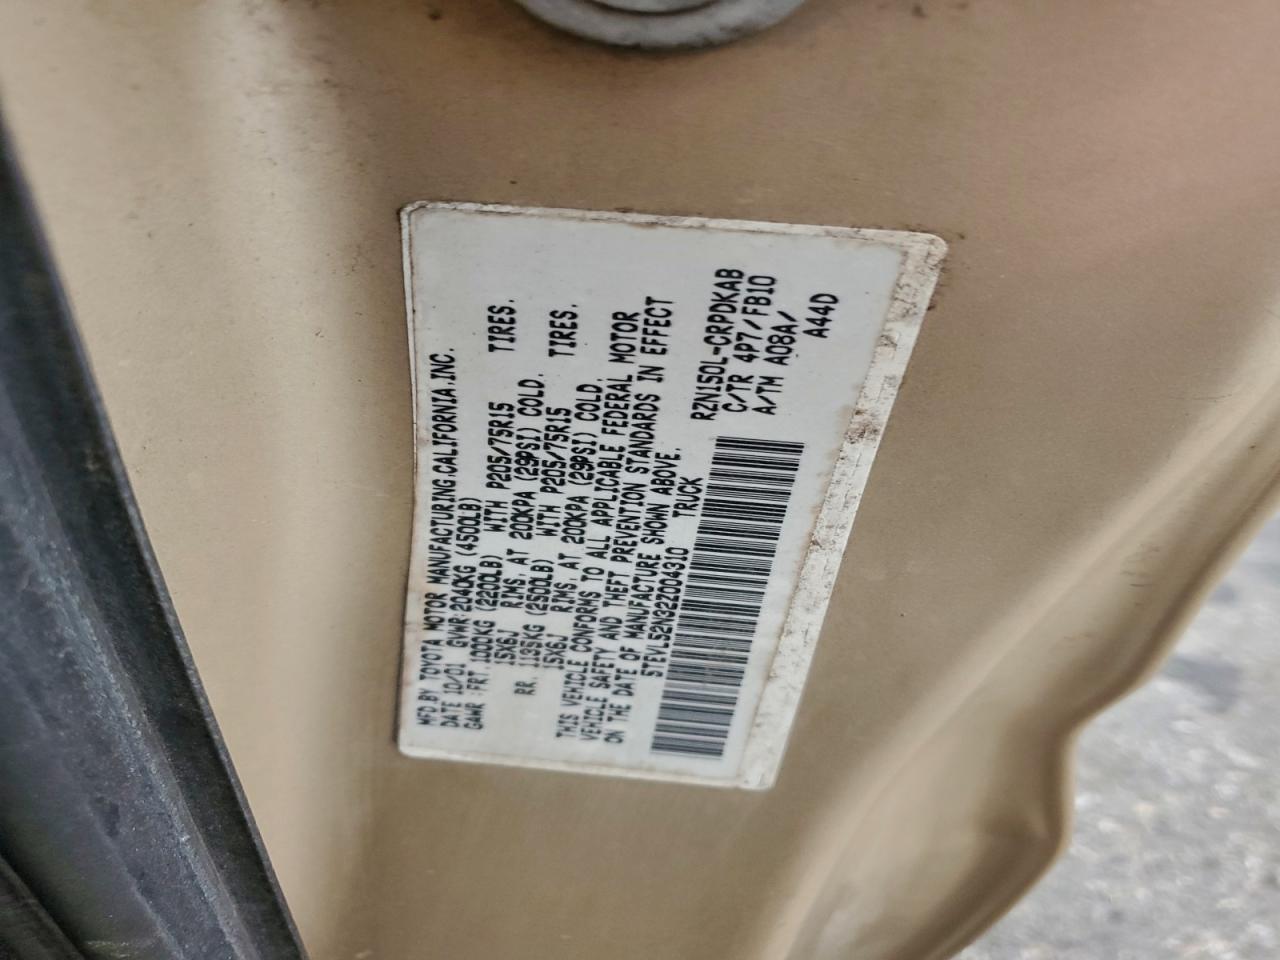 MFD BY TOYOTA MOTOR MANUFACTURING,CALIFORNIA,INC.
DATE 10/01 GVWR:2040KG (4500LB)
GAWR :FRT.1000KG (2200LB) WITH P205/75R15 TIRES.
15X6J RIMS. AT 200KPA (29PSI) COLD.
RR. 1135KG (2500LB) WITH P205/75R15 TIRES.
15X6J RIMS. AT 200KPA (29PSI) COLD.
THIS VEHICLE CONFORMS TO ALL APPLICABLE FEDERAL MOTOR
VEHICLE SAFETY AND THEFT PREVENTION STANDARDS IN EFFECT
ON THE DATE OF MANUFACTURE SHOWN ABOVE.
5TEVL52N32Z004310 TRUCK
RZN150L-CRPDKAB
C/TR 4P7/FB10
A/TM A08A/
A44D